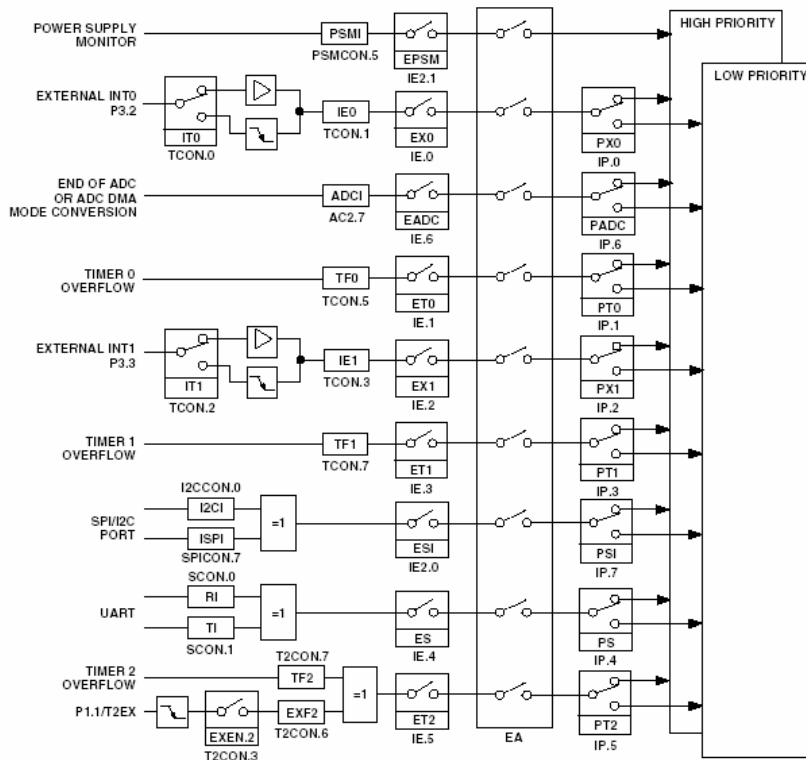 HIGH PRIORITY
LOW PRIORITY
POWER SUPPLY
MONITOR
PSMI
PSMCON.5
EPSM
IE2.1
EXTERNAL INT0
P3.2
IT0
TCON.0
IE0
TCON.1
EX0
IE.0
PX0
IP.0
END OF ADC
OR ADC DMA
MODE CONVERSION
ADCI
AC2.7
EADC
IE.6
PADC
IP.6
TIMER 0
OVERFLOW
TF0
TCON.5
ET0
IE.1
PT0
IP.1
EXTERNAL INT1
P3.3
IT1
TCON.2
IE1
TCON.3
EX1
IE.2
PX1
IP.2
TIMER 1
OVERFLOW
TF1
TCON.7
ET1
IE.3
PT1
IP.3
SPI/I2C
PORT
I2CCON.0
I2CI
ISPI
SPICON.7
=1
ESI
IE2.0
PSI
IP.7
UART
SCON.0
RI
TI
SCON.1
=1
ES
IE.4
PS
IP.4
TIMER 2
OVERFLOW
T2CON.7
TF2
P1.1/T2EX
EXEN.2
T2CON.3
EXF2
T2CON.6
=1
ET2
IE.5
EA
PT2
IP.5